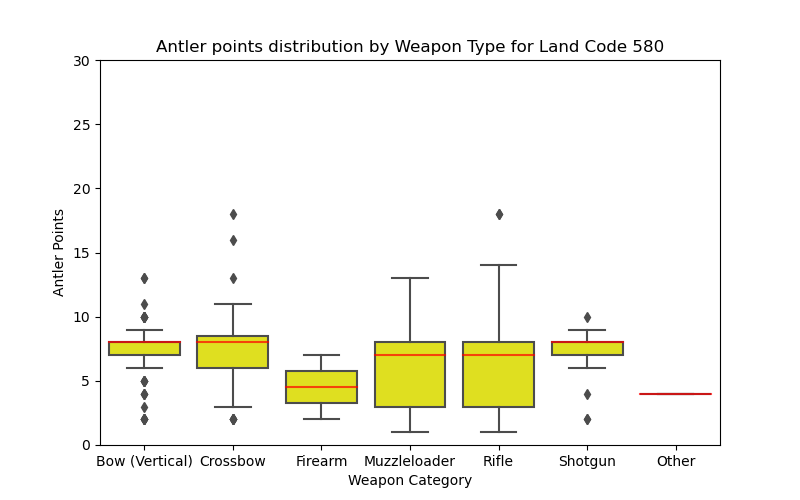 Antler points distribution by Weapon Type for Land Code 580
30
25
20
15
10
5
0
Antler Points
Bow (Vertical) Crossbow Firearm Muzzleloader Rifle Shotgun Other
Weapon Category